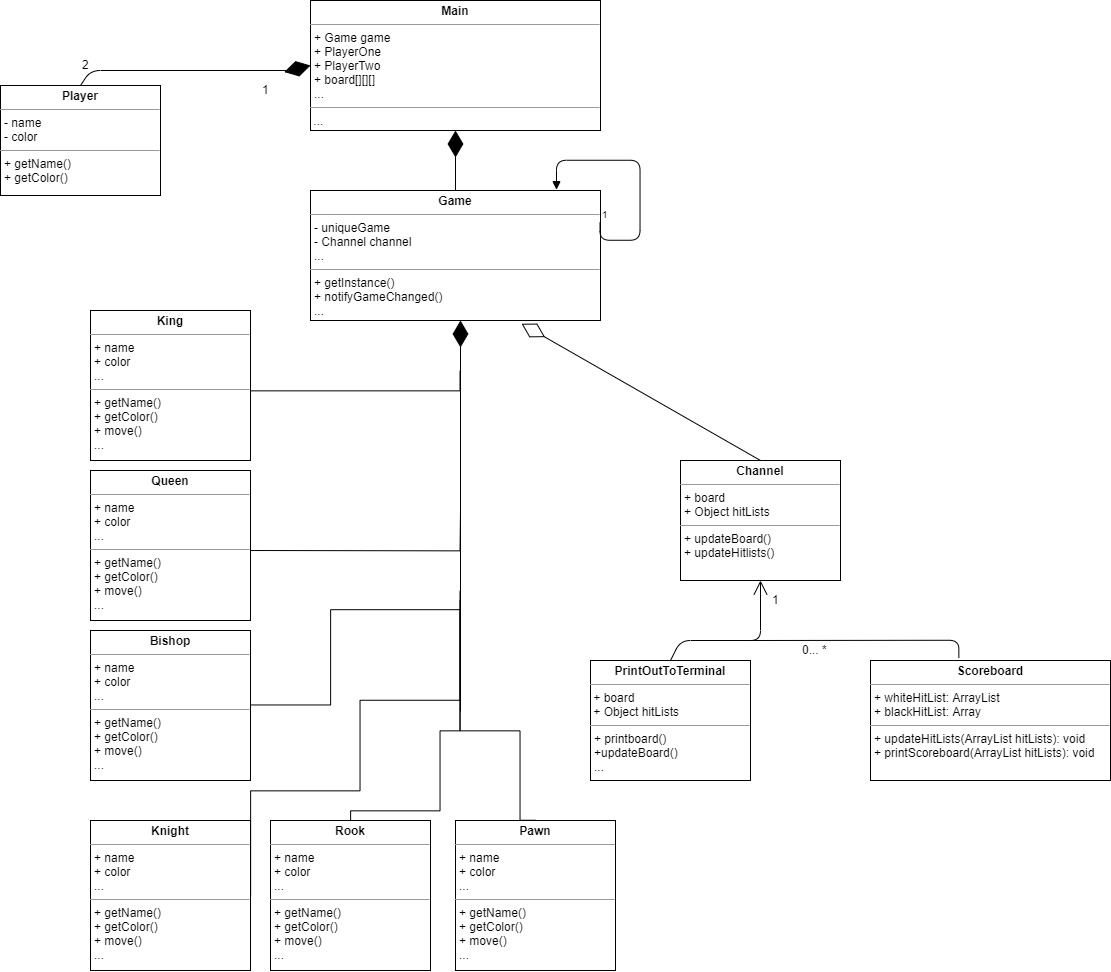 Main
+ Game game
+ PlayerOne
+ PlayerTwo
+ board[][][]
...
...
2
1
Player
- name
- color
+ getName()
+ getColor()
Game
- uniqueGame
- Channel channel
...
+ getInstance()
+ notifyGameChanged()
...
1
King
+ name
+ color
...
+ getName()
+ getColor()
+ move()
...
Queen
+ name
+ color
...
+ getName()
+ getColor()
+ move()
...
Bishop
+ name
+ color
...
+ getName()
+ getColor()
+ move()
...
Channel
+ board
+ Object hitLists
+ updateBoard()
+ updateHitlists()
1
0... *
PrintOutToTerminal
+ board
+ Object hitLists
+ printboard()
+updateBoard()
...
Scoreboard
+ whiteHitList: ArrayList
+ blackHitList: Array
+ updateHitLists(ArrayList hitLists): void
+ printScoreboard(ArrayList hitLists): void
Knight
+ name
+ color
...
+ getName()
+ getColor()
+ move()
...
Rook
+ name
+ color
...
+ getName()
+ getColor()
+ move()
...
Pawn
+ name
+ color
...
+ getName()
+ getColor()
+ move()
...